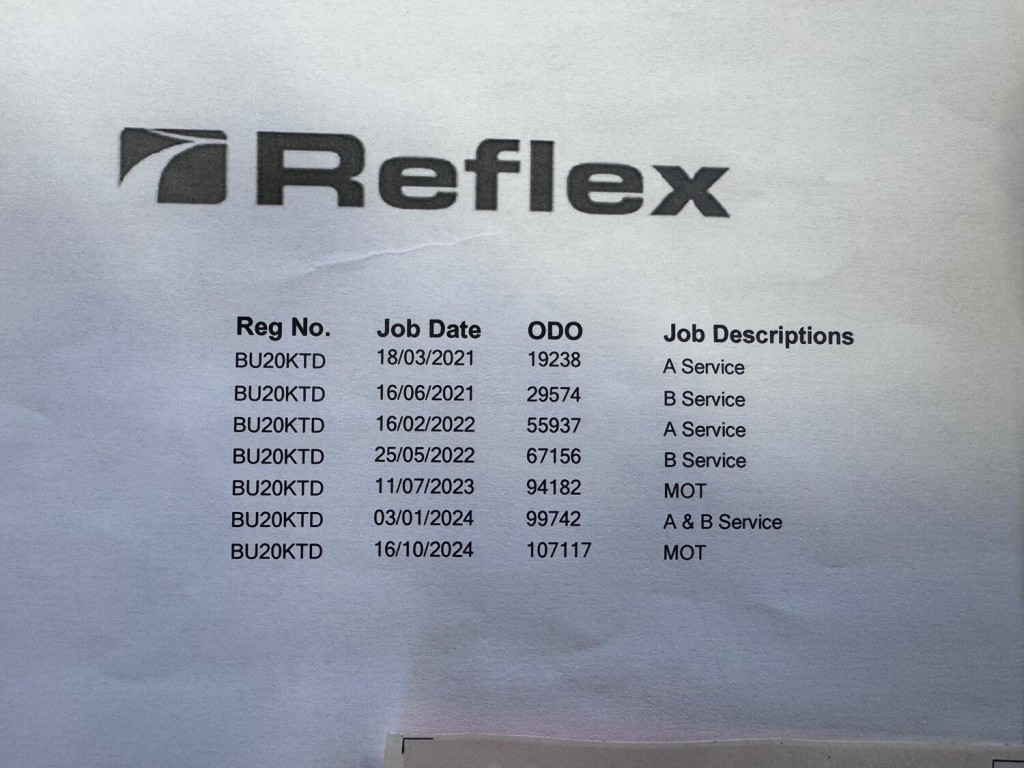 Reflex
Reg No. Job Date ODO Job Descriptions
BU20KTD 18/03/2021 19238 A Service
BU20KTD 16/06/2021 29574 B Service
BU20KTD 16/02/2022 55937 A Service
BU20KTD 25/05/2022 67156 B Service
BU20KTD 11/07/2023 94182 MOT
BU20KTD 03/01/2024 99742 A & B Service
BU20KTD 16/10/2024 107117 MOT